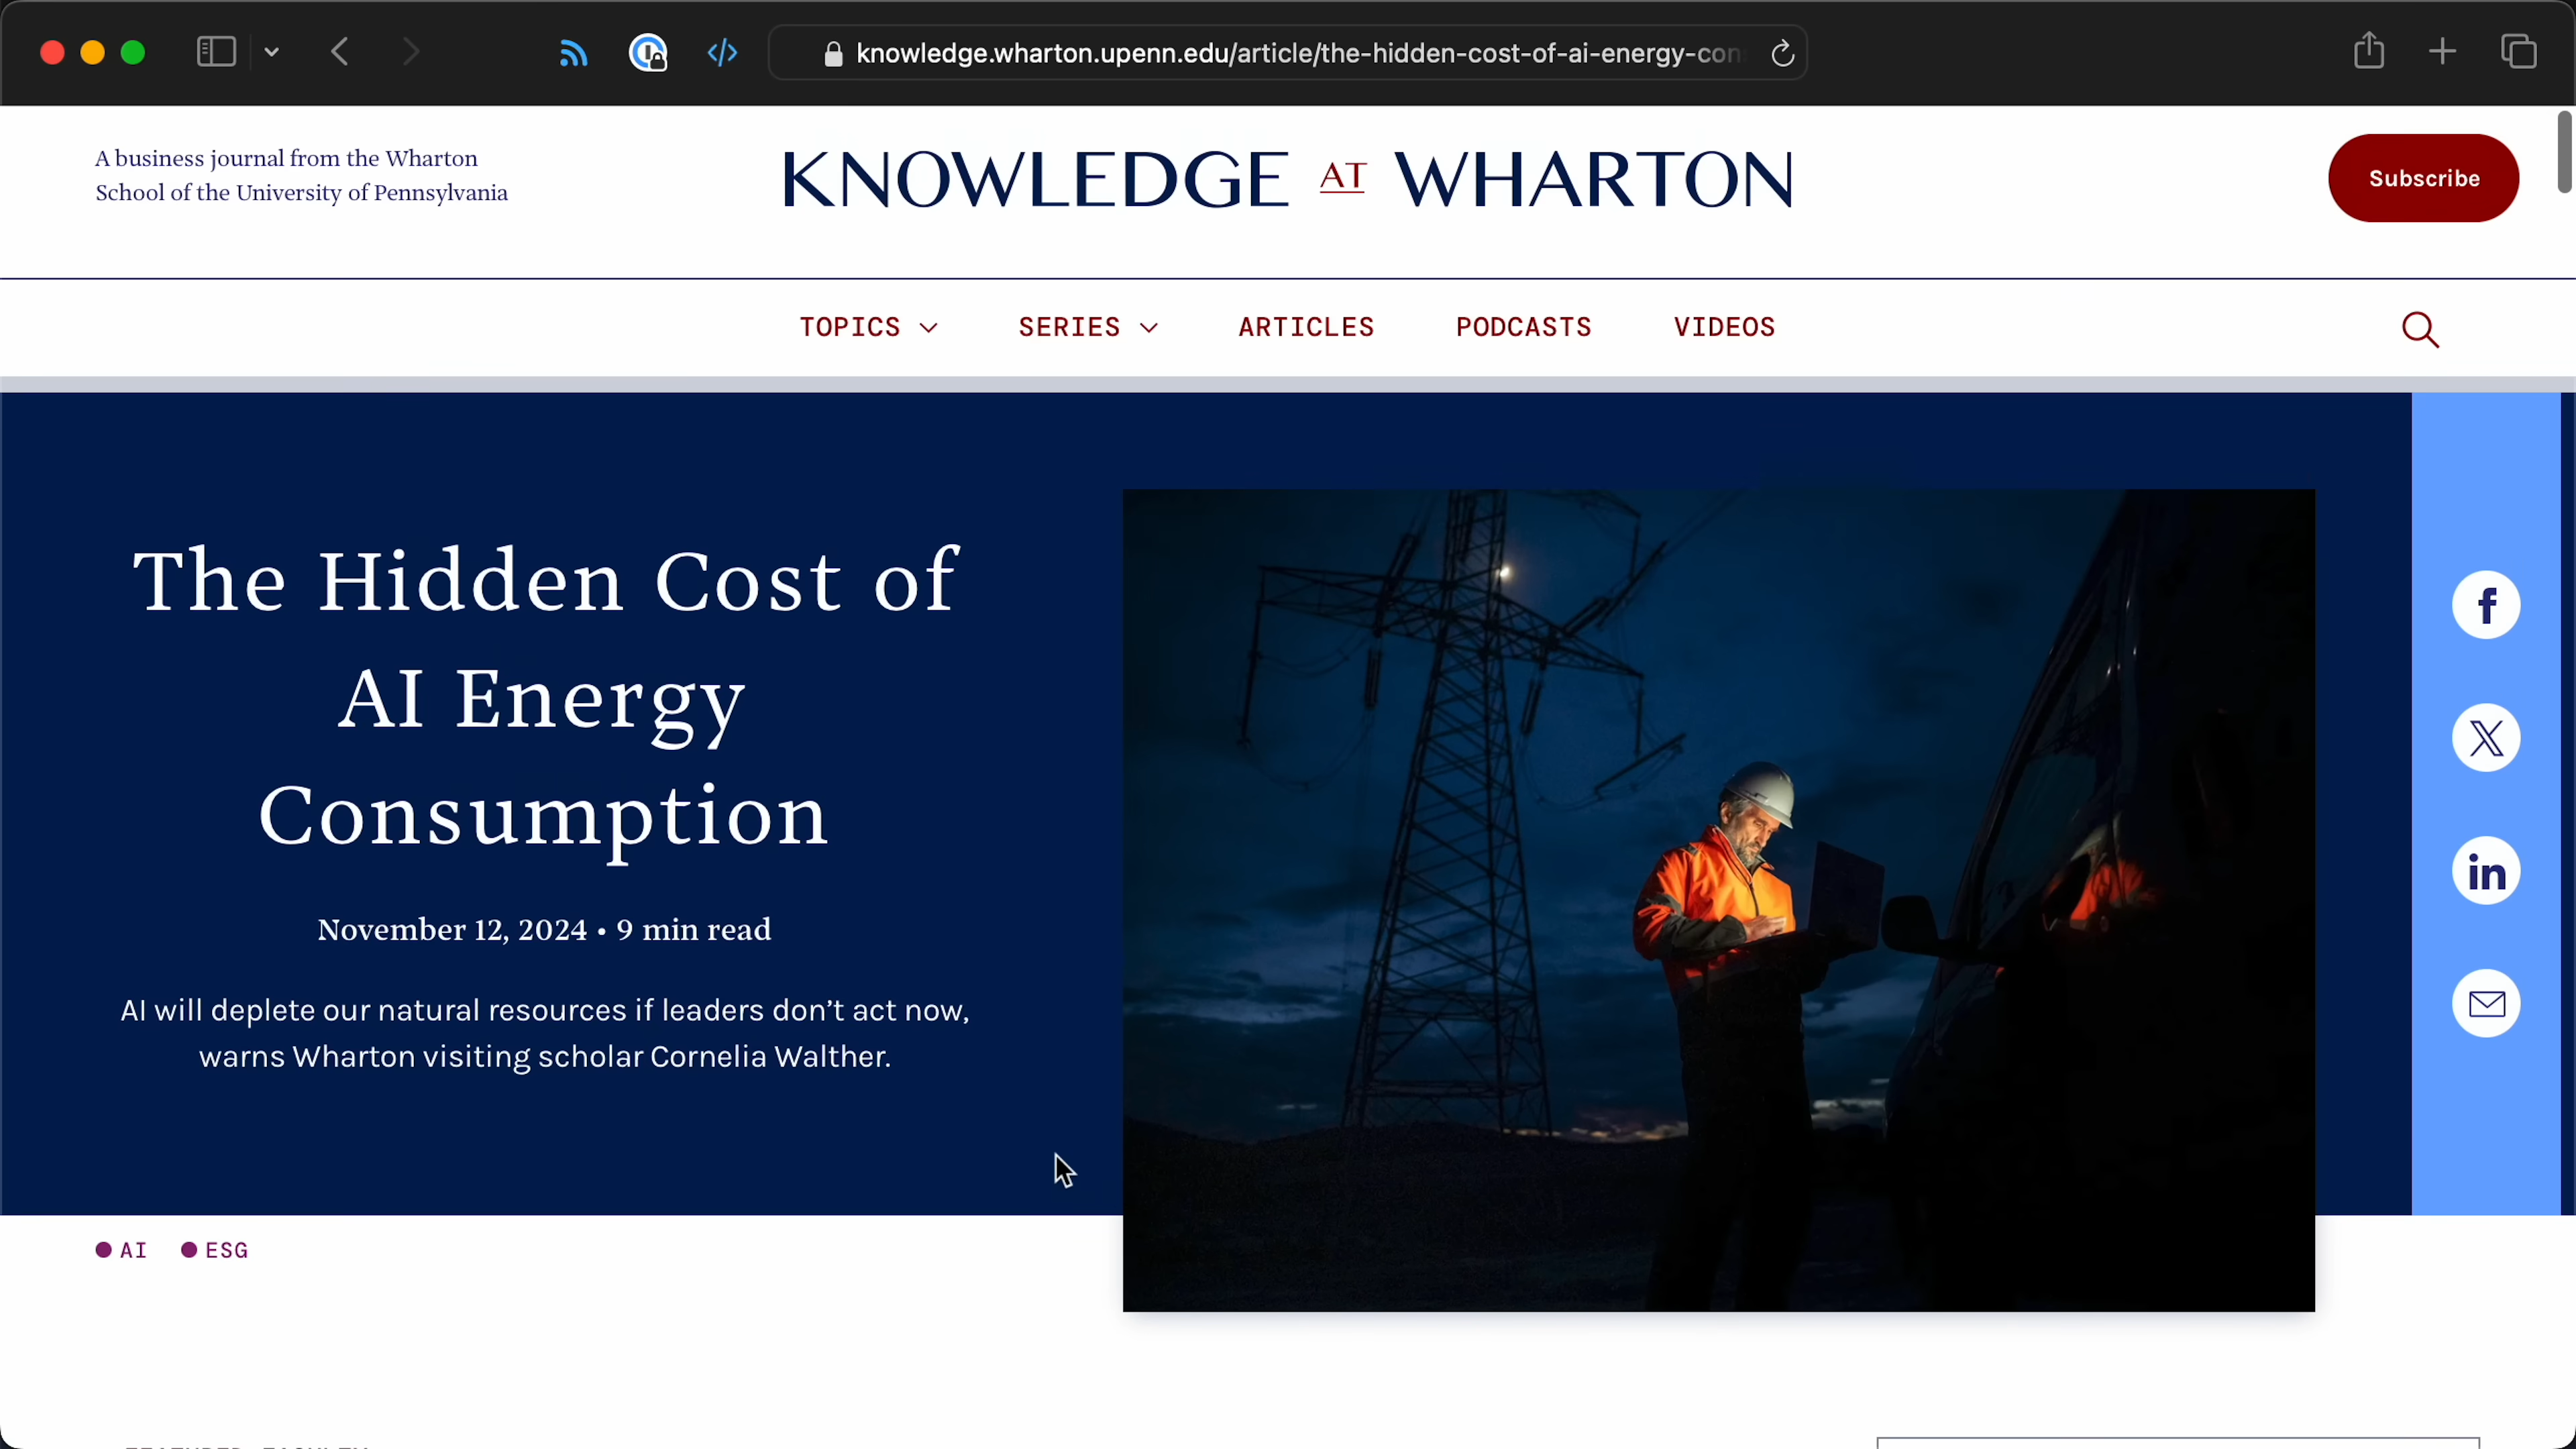 knowledge.wharton.upenn.edu/article/the-hidden-cost-of-ai-energy-con
A business journal from the Wharton
School of the University of Pennsylvania
KNOWLEDGE AT WHARTON
Subscribe
TOPICS
SERIES
ARTICLES
PODCASTS
VIDEOS
The Hidden Cost of
AI Energy
Consumption
November 12, 2024 • 9 min read
AI will deplete our natural resources if leaders don’t act now,
warns Wharton visiting scholar Cornelia Walther.
f
X
in
AI
ESG